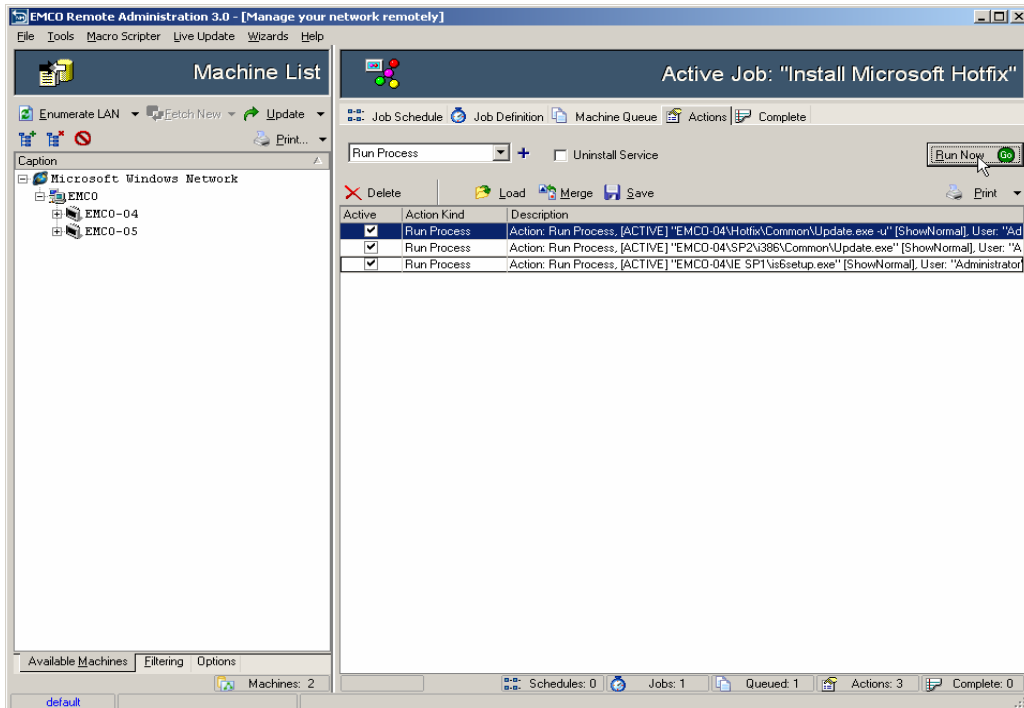 EMCO Remote Administration 3.0 - [Manage your network remotely]
File Tools Macro Scripter Live Update Wizards Help
Machine List
Enumerate LAN Fetch New Update
Print...
Caption
Microsoft Windows Network
EMCO
EMCO-04
EMCO-05
Available Machines Filtering Options
Machines: 2
default
Active Job: "Install Microsoft Hotfix"
Job Schedule Job Definition Machine Queue Actions Complete
Run Process Uninstall Service Run Now Go
Delete Load Merge Save Print
Active Action Kind Description
Run Process Action: Run Process, [ACTIVE] "EMCO-04\Hotfix\Common\Update.exe -u" [ShowNormal], User: "Ad
Run Process Action: Run Process, [ACTIVE] "EMCO-04\SP2\i386\Common\Update.exe" [ShowNormal], User: "A
Run Process Action: Run Process, [ACTIVE] "EMCO-04\IE SP1\is6setup.exe" [ShowNormal], User: "Administrator"
Schedules: 0 Jobs: 1 Queued: 1 Actions: 3 Complete: 0